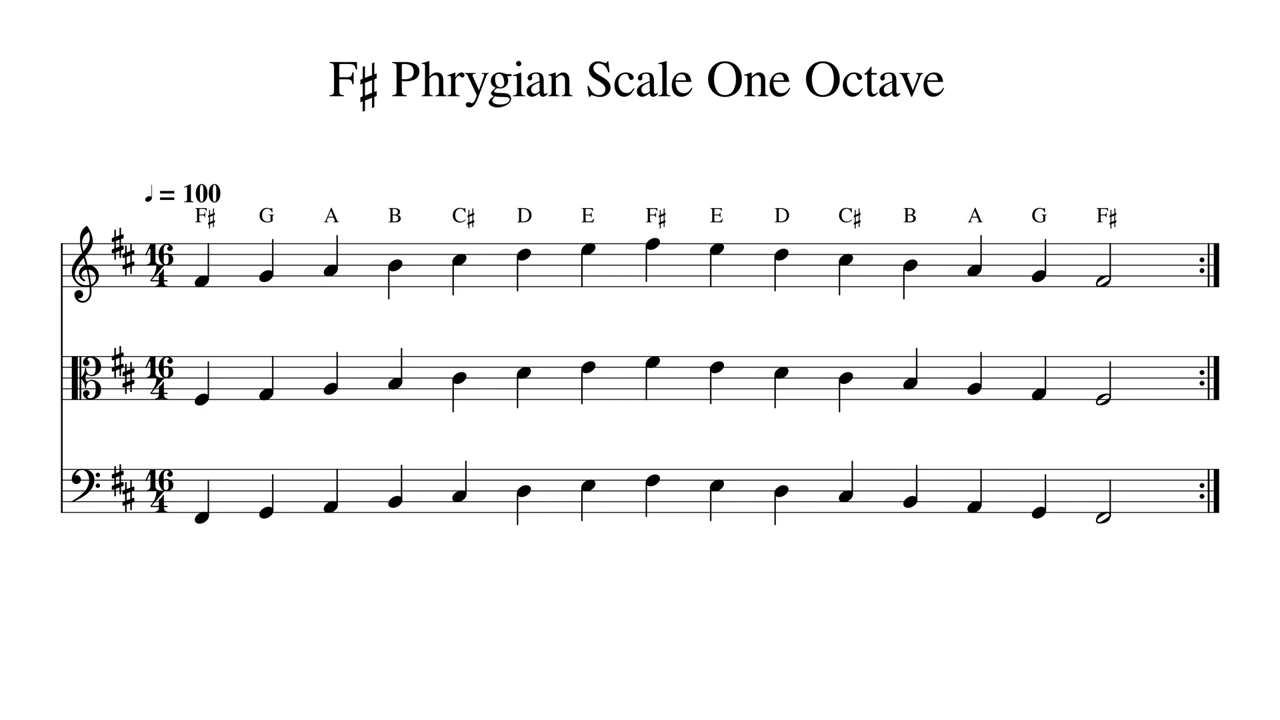 F♯ Phrygian Scale One Octave
♩ = 100
F♯ G A B C♯ D E F♯ E D C♯ B A G F♯
16
4
16
4
16
4